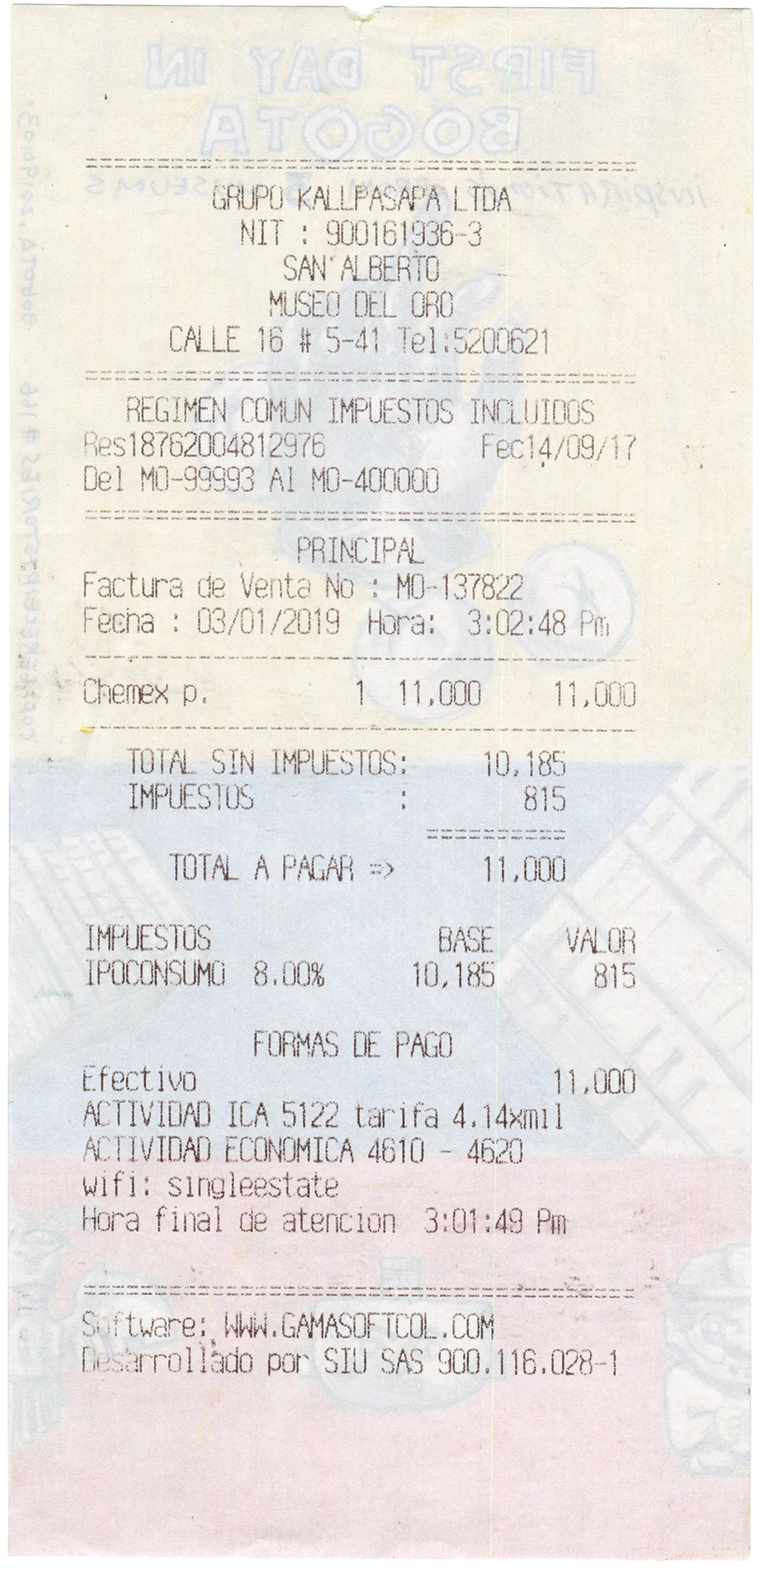 FIRST DAY IN
BOGOTA
GRUPO KALLPASAPA LTDA
NIT : 900161936-3
SAN ALBERTO
MUSEO DEL ORO
CALLE 16 # 5-41 Tel:5200621
REGIMEN COMUN IMPUESTOS INCLUIDOS
Res18762004812976 Fec14/09/17
Del MO-99993 Al MO-400000
PRINCIPAL
Factura de Venta No : MO-137822
Fecha : 03/01/2019 Hora: 3:02:48 Pm
Chemex p. 1 11,000 11,000
TOTAL SIN IMPUESTOS: 10,185
IMPUESTOS : 815
TOTAL A PAGAR => 11,000
IMPUESTOS BASE VALOR
IPOCONSUMO 8.00% 10,185 815
FORMAS DE PAGO
Efectivo 11,000
ACTIVIDAD ICA 5122 tarifa 4.14xmil
ACTIVIDAD ECONOMICA 4610 - 4620
wifi: singleestate
Hora final de atencion 3:01:49 Pm
Software: WWW.GAMASOFTCOL.COM
Desarrollado por SIU SAS 900.116.028-1